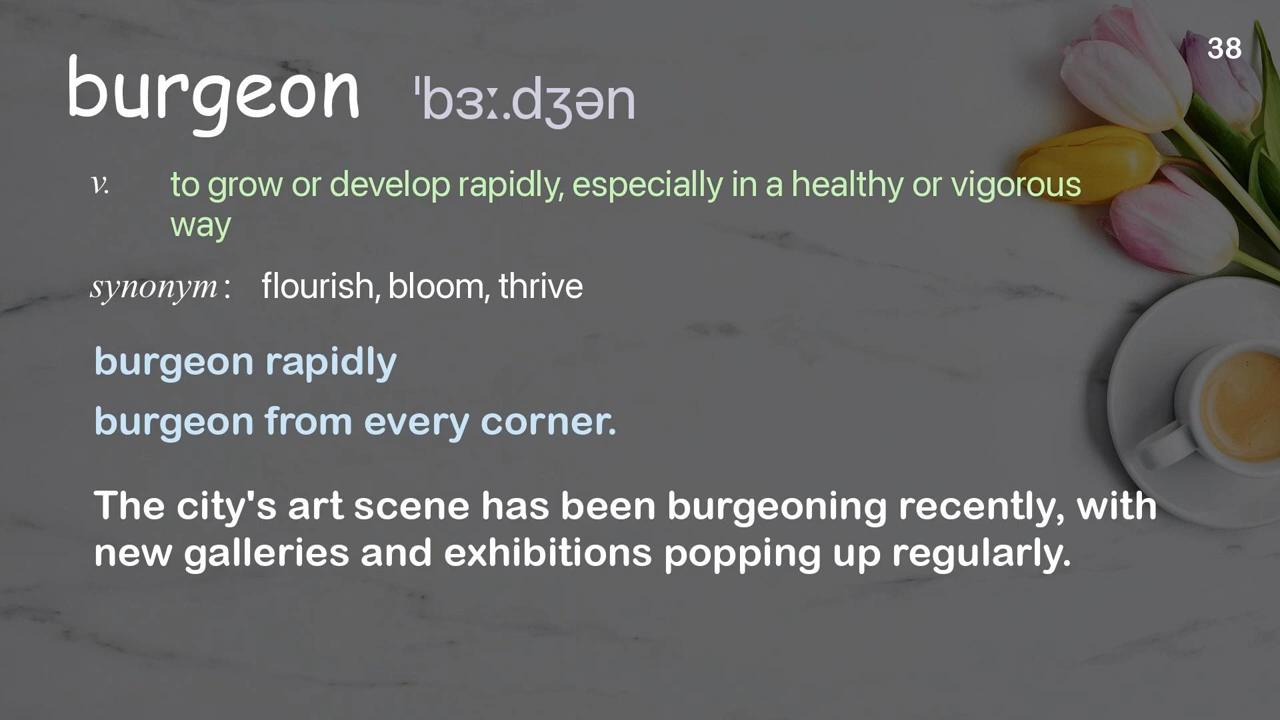 38
burgeon ˈbɜː.dʒən
v. to grow or develop rapidly, especially in a healthy or vigorous
way
synonym: flourish, bloom, thrive
burgeon rapidly
burgeon from every corner.
The city's art scene has been burgeoning recently, with
new galleries and exhibitions popping up regularly.